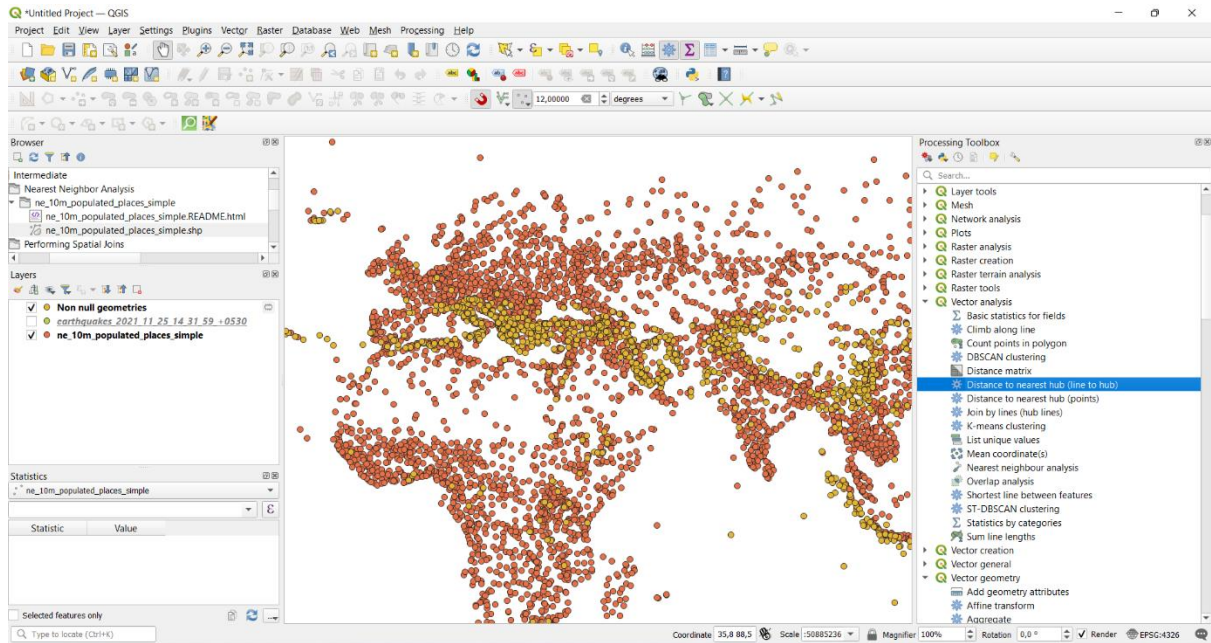 *Untitled Project — QGIS
Project Edit View Layer Settings Plugins Vector Raster Database Web Mesh Processing Help
12,00000 degrees
Browser
Intermediate
Nearest Neighbor Analysis
ne_10m_populated_places_simple
ne_10m_populated_places_simple.README.html
ne_10m_populated_places_simple.shp
Performing Spatial Joins
Layers
Non null geometries
earthquakes_2021_11_25_14_31_59_+0530
ne_10m_populated_places_simple
Statistics
ne_10m_populated_places_simple
ε
Statistic Value
Selected features only
Processing Toolbox
Search...
Layer tools
Mesh
Network analysis
Plots
Raster analysis
Raster creation
Raster terrain analysis
Raster tools
Vector analysis
Basic statistics for fields
Climb along line
Count points in polygon
DBSCAN clustering
Distance matrix
Distance to nearest hub (line to hub)
Distance to nearest hub (points)
Join by lines (hub lines)
K-means clustering
List unique values
Mean coordinate(s)
Nearest neighbour analysis
Overlap analysis
Shortest line between features
ST-DBSCAN clustering
Statistics by categories
Sum line lengths
Vector creation
Vector general
Vector geometry
Add geometry attributes
Affine transform
Aggregate
Type to locate (Ctrl+K) Coordinate 35,8 88,5 Scale :50885236 Magnifier 100% Rotation 0,0 ° Render EPSG:4326